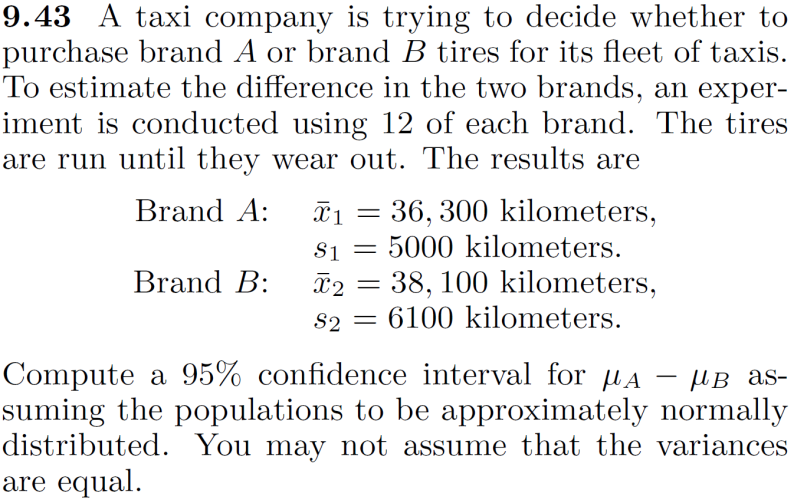 9.43 A taxi company is trying to decide whether to
purchase brand A or brand B tires for its fleet of taxis.
To estimate the difference in the two brands, an exper-
iment is conducted using 12 of each brand. The tires
are run until they wear out. The results are
Brand A: x̄₁ = 36, 300 kilometers,
s₁ = 5000 kilometers.
Brand B: x̄₂ = 38, 100 kilometers,
s₂ = 6100 kilometers.
Compute a 95% confidence interval for μ_A − μ_B as-
suming the populations to be approximately normally
distributed. You may not assume that the variances
are equal.